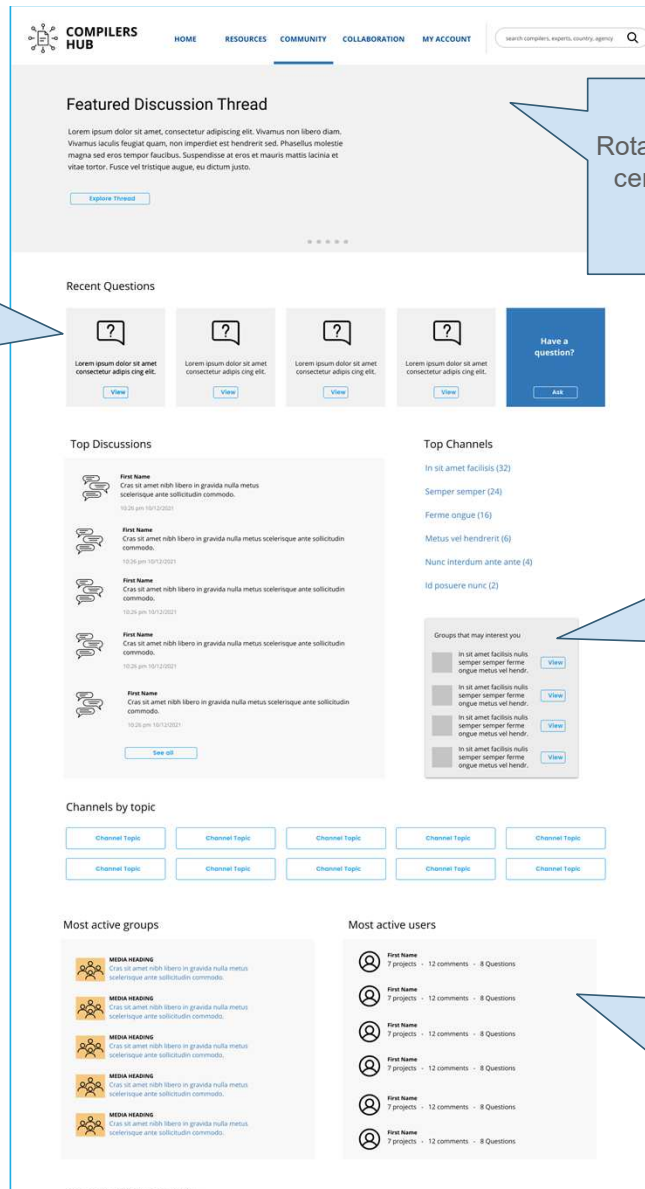 COMPILERS
HUB
HOME
RESOURCES
COMMUNITY
COLLABORATION
MY ACCOUNT
search compilers, experts, country, agency
Featured Discussion Thread
Lorem ipsum dolor sit amet, consectetur adipiscing elit. Vivamus non libero diam.
Vivamus iaculis feugiat quam, non imperdiet est hendrerit sed. Phasellus molestie
magna sed eros tempor faucibus. Suspendisse at eros et mauris mattis lacinia et
vitae tortor. Fusce vel tristique augue, eu dictum justo.
Explore Thread
Recent Questions
Lorem ipsum dolor sit amet
consectetur adipis cing elit.
View
Lorem ipsum dolor sit amet
consectetur adipis cing elit.
View
Lorem ipsum dolor sit amet
consectetur adipis cing elit.
View
Lorem ipsum dolor sit amet
consectetur adipis cing elit.
View
Have a
question?
Ask
Top Discussions
First Name
Cras sit amet nibh libero in gravida nulla metus
scelerisque ante sollicitudin commodo.
10:26 pm 10/12/2021
First Name
Cras sit amet nibh libero in gravida nulla metus scelerisque ante sollicitudin
commodo.
10:26 pm 10/12/2021
First Name
Cras sit amet nibh libero in gravida nulla metus scelerisque ante sollicitudin
commodo.
10:26 pm 10/12/2021
First Name
Cras sit amet nibh libero in gravida nulla metus scelerisque ante sollicitudin
commodo.
10:26 pm 10/12/2021
First Name
Cras sit amet nibh libero in gravida nulla metus scelerisque ante sollicitudin
commodo.
10:26 pm 10/12/2021
See all
Top Channels
In sit amet facilisis (32)
Semper semper (24)
Ferme ongue (16)
Metus vel hendrerit (6)
Nunc interdum ante ante (4)
Id posuere nunc (2)
Groups that may interest you
In sit amet facilisis nulis
semper semper ferme
ongue metus vel hendr.
View
In sit amet facilisis nulis
semper semper ferme
ongue metus vel hendr.
View
In sit amet facilisis nulis
semper semper ferme
ongue metus vel hendr.
View
In sit amet facilisis nulis
semper semper ferme
ongue metus vel hendr.
View
Channels by topic
Channel Topic
Channel Topic
Channel Topic
Channel Topic
Channel Topic
Channel Topic
Channel Topic
Channel Topic
Channel Topic
Channel Topic
Most active groups
MEDIA HEADING
Cras sit amet nibh libero in gravida nulla metus
scelerisque ante sollicitudin commodo.
MEDIA HEADING
Cras sit amet nibh libero in gravida nulla metus
scelerisque ante sollicitudin commodo.
MEDIA HEADING
Cras sit amet nibh libero in gravida nulla metus
scelerisque ante sollicitudin commodo.
MEDIA HEADING
Cras sit amet nibh libero in gravida nulla metus
scelerisque ante sollicitudin commodo.
MEDIA HEADING
Cras sit amet nibh libero in gravida nulla metus
scelerisque ante sollicitudin commodo.
Most active users
First Name
7 projects - 12 comments - 8 Questions
First Name
7 projects - 12 comments - 8 Questions
First Name
7 projects - 12 comments - 8 Questions
First Name
7 projects - 12 comments - 8 Questions
First Name
7 projects - 12 comments - 8 Questions
First Name
7 projects - 12 comments - 8 Questions